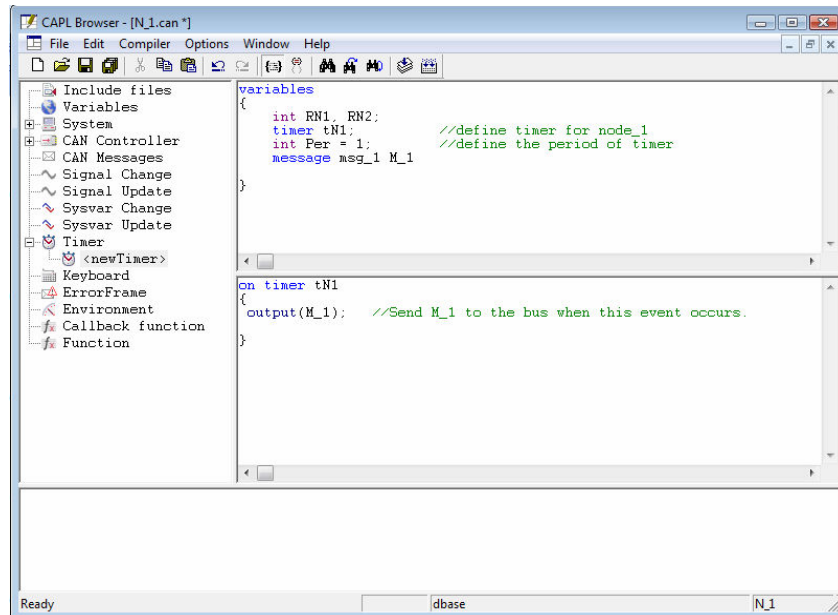 CAPL Browser - [N_1.can *]
File Edit Compiler Options Window Help
Include files
Variables
System
CAN Controller
CAN Messages
Signal Change
Signal Update
Sysvar Change
Sysvar Update
Timer
<newTimer>
Keyboard
ErrorFrame
Environment
Callback function
Function
variables
{
int RN1, RN2;
timer tN1; //define timer for node_1
int Per = 1; //define the period of timer
message msg_1 M_1
}
on timer tN1
{
output(M_1); //Send M_1 to the bus when this event occurs.
}
Ready dbase N_1